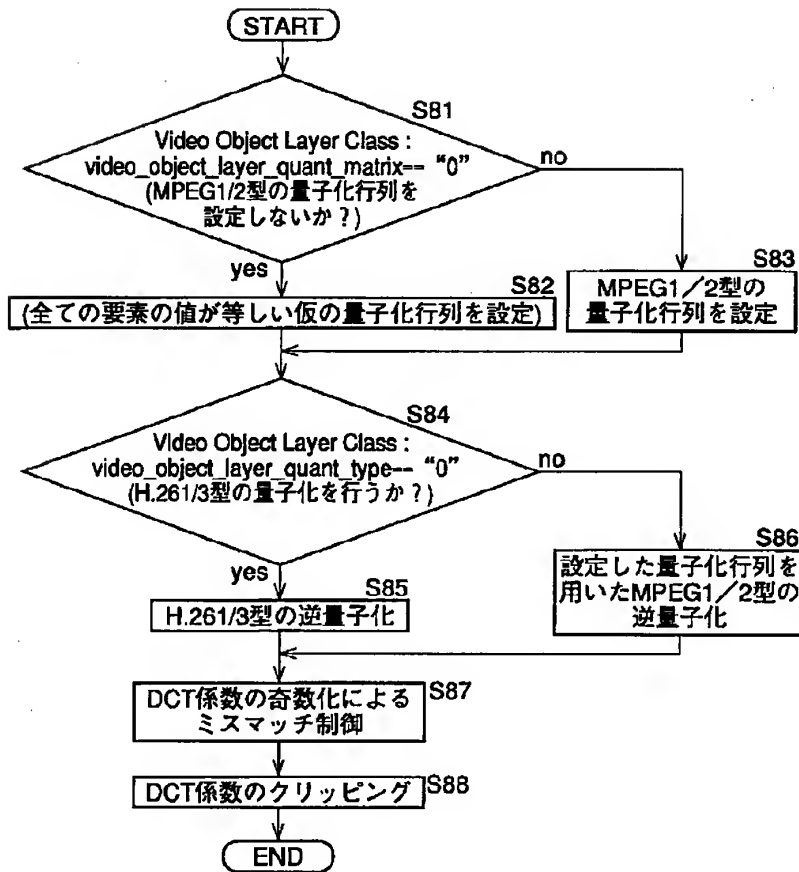 START
S81
Video Object Layer Class :
video_object_layer_quant_matrix== “0”
(MPEG1/2型の量子化行列を
設定しないか？)
no
yes
S82
(全ての要素の値が等しい仮の量子化行列を設定)
S83
MPEG1／2型の
量子化行列を設定
S84
Video Object Layer Class :
video_object_layer_quant_type== “0”
(H.261/3型の量子化を行うか？)
no
yes
S85
H.261/3型の逆量子化
S86
設定した量子化行列を
用いたMPEG1／2型の
逆量子化
DCT係数の奇数化による
ミスマッチ制御
S87
DCT係数のクリッピング
S88
END